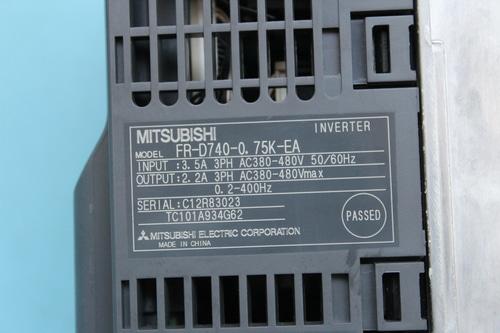 MITSUBISHI INVERTER
MODEL FR-D740-0.75K-EA
INPUT : 3.5A 3PH AC380-480V 50/60Hz
OUTPUT: 2.2A 3PH AC380-480Vmax
0.2-400Hz
SERIAL: C12R83023
TC101A934G62
PASSED
MITSUBISHI ELECTRIC CORPORATION
MADE IN CHINA